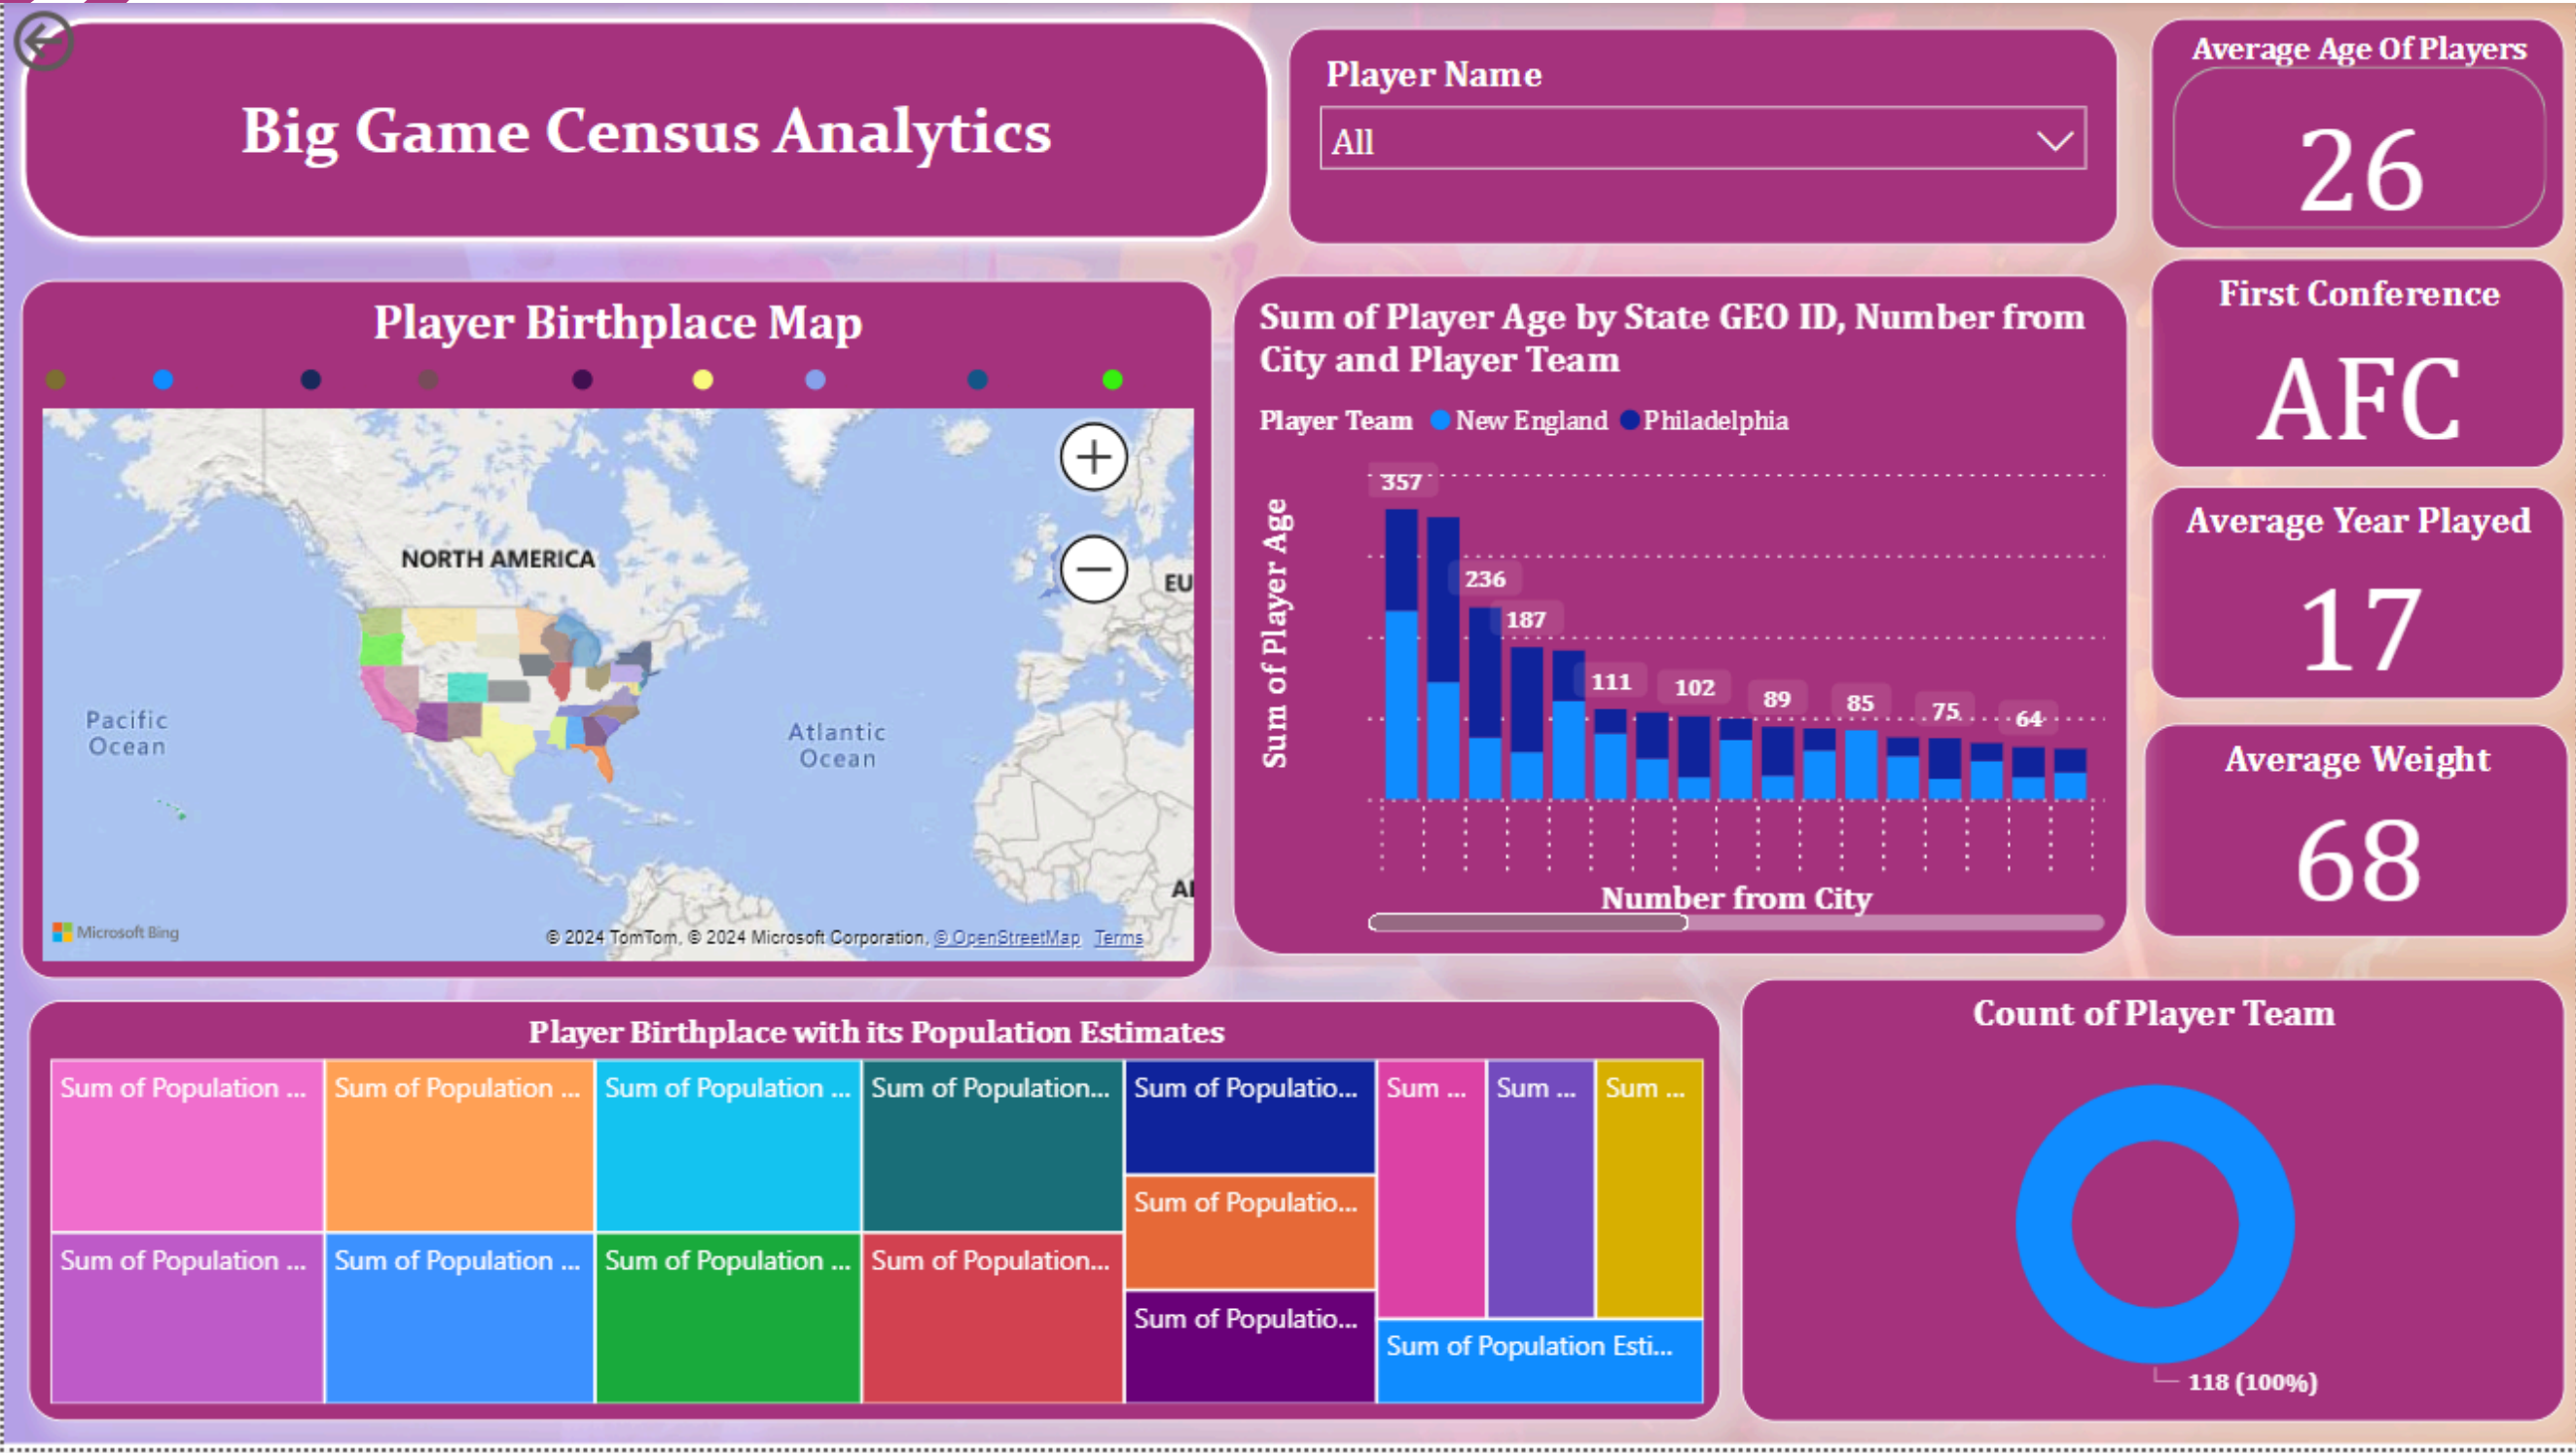 Big Game Census Analytics
Player Name
All
Average Age Of Players
26
First Conference
AFC
Average Year Played
17
Average Weight
68
Player Birthplace Map
NORTH AMERICA
EU
Pacific
Ocean
Atlantic
Ocean
AI
Microsoft Bing
© 2024 TomTom, © 2024 Microsoft Corporation, © OpenStreetMap Terms
Sum of Player Age by State GEO ID, Number from
City and Player Team
Player Team New England Philadelphia
Sum of Player Age
357
236
187
111
102
89
85
75
64
Number from City
Player Birthplace with its Population Estimates
Sum of Population ...
Sum of Population ...
Sum of Population ...
Sum of Population...
Sum of Populatio...
Sum ...
Sum ...
Sum ...
Sum of Populatio...
Sum of Population ...
Sum of Population ...
Sum of Population ...
Sum of Population...
Sum of Populatio...
Sum of Population Esti...
Count of Player Team
118 (100%)